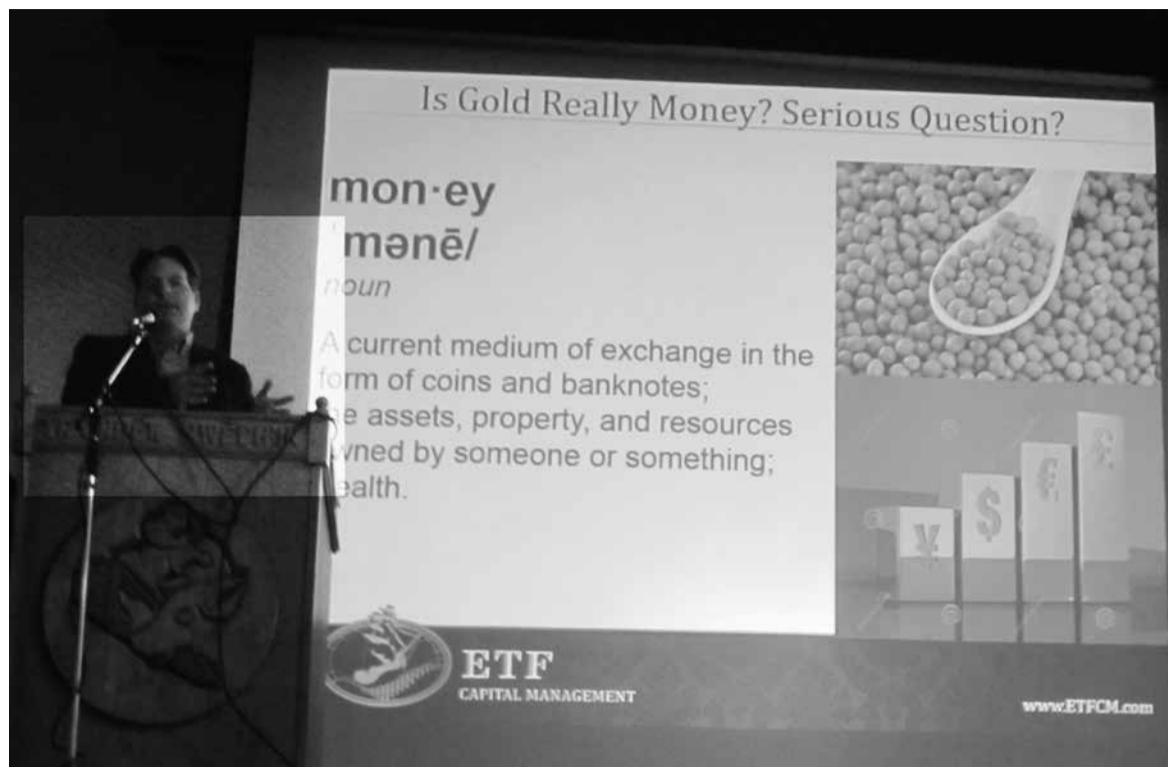 Is Gold Really Money? Serious Question?
mon·ey
ˈmənē/
noun
A current medium of exchange in the
form of coins and banknotes;
e assets, property, and resources
wned by someone or something;
ealth.
¥
$
€
£
ETF
CAPITAL MANAGEMENT
www.ETFCM.com